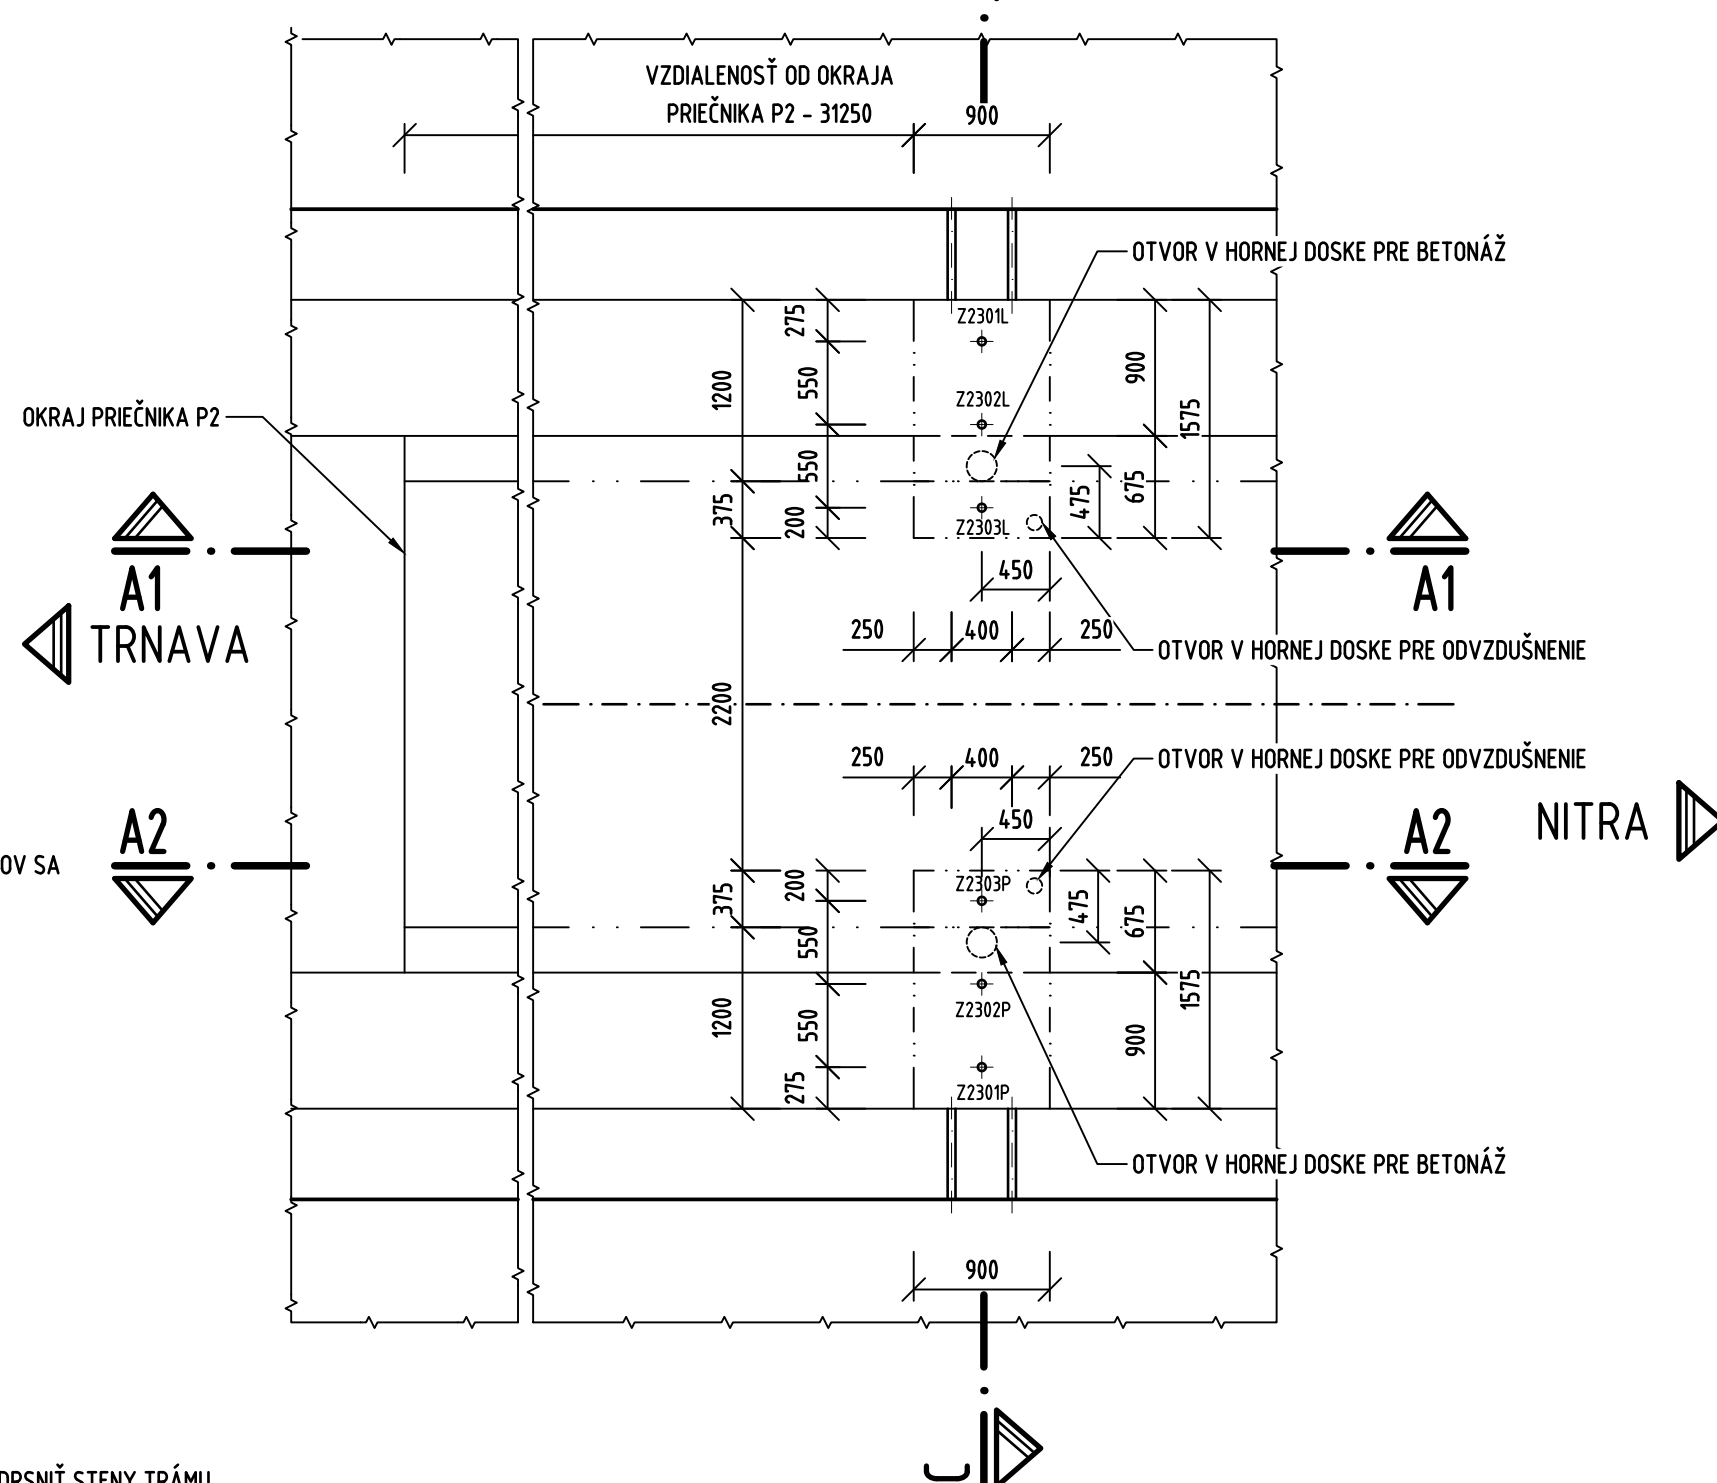 VZDIALENOSŤ OD OKRAJA
PRIEČNIKA P2 - 31250
900
OTVOR V HORNEJ DOSKE PRE BETONÁŽ
275
Z2301L
1200
550
Z2302L
900
1575
OKRAJ PRIEČNIKA P2
550
375
200
Z2303L
475
675
A1
A1
450
TRNAVA
250
400
250
OTVOR V HORNEJ DOSKE PRE ODVZDUŠNENIE
2200
250
400
250
OTVOR V HORNEJ DOSKE PRE ODVZDUŠNENIE
A2
450
A2
NITRA
OV SA
375
200
Z2303P
475
675
550
1575
1200
550
Z2302P
900
275
Z2301P
OTVOR V HORNEJ DOSKE PRE BETONÁŽ
900
DRSNIŤ STENY TRÁMU